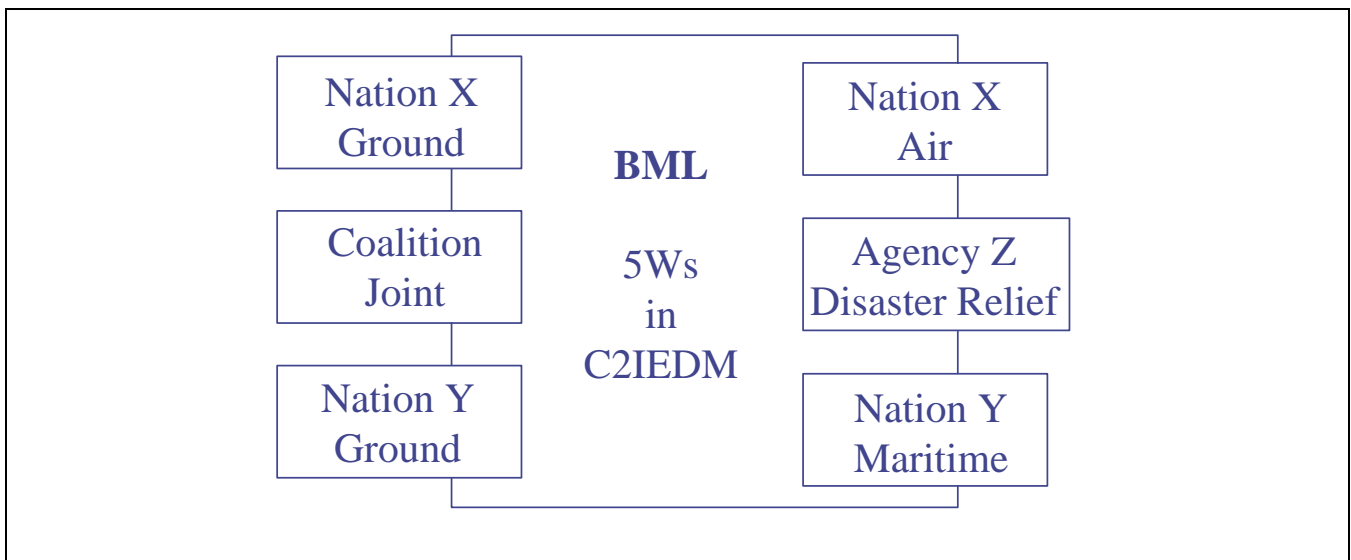 Nation X
Ground
Coalition
Joint
Nation Y
Ground
BML
5Ws
in
C2IEDM
Nation X
Air
Agency Z
Disaster Relief
Nation Y
Maritime